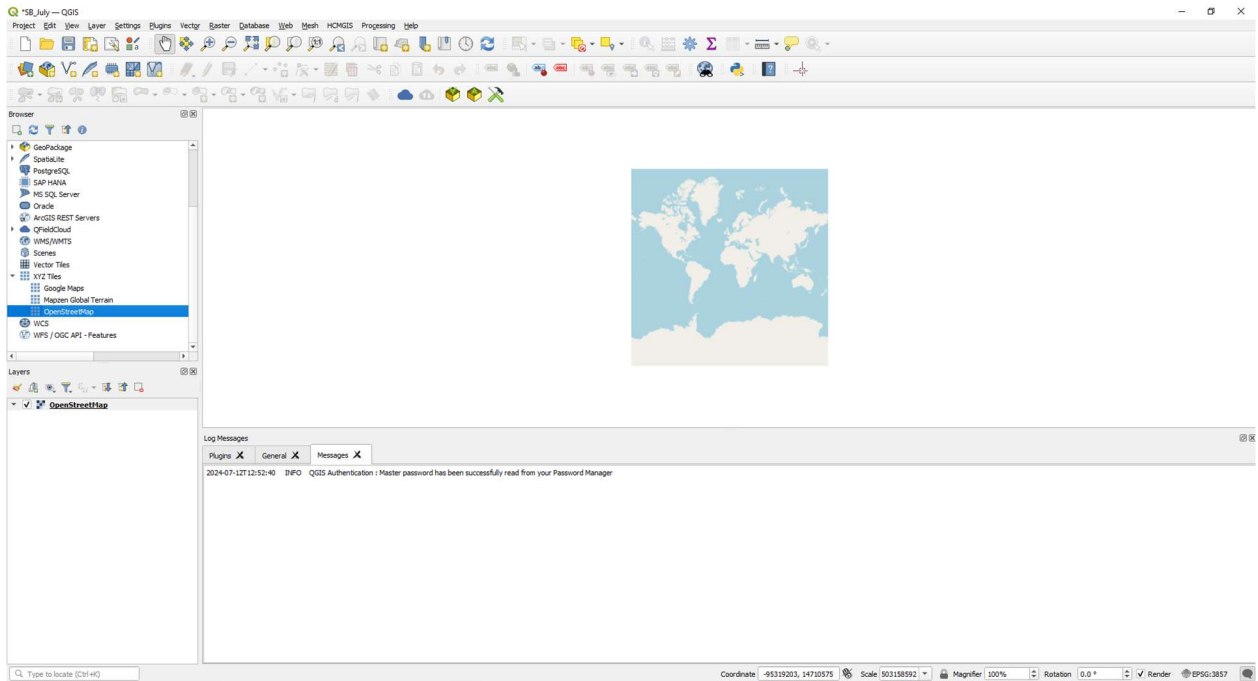 *SB_July — QGIS
Project Edit View Layer Settings Plugins Vector Raster Database Web Mesh HCMGIS Processing Help
Browser
GeoPackage
SpatiaLite
PostgreSQL
SAP HANA
MS SQL Server
Oracle
ArcGIS REST Servers
QFieldCloud
WMS/WMTS
Scenes
Vector Tiles
XYZ Tiles
Google Maps
Mapzen Global Terrain
OpenStreetMap
WCS
WFS / OGC API - Features
Layers
OpenStreetMap
Log Messages
Plugins General Messages
2024-07-12T12:52:40 INFO QGIS Authentication : Master password has been successfully read from your Password Manager
Type to locate (Ctrl+K) Coordinate -95319203, 14710575 Scale 503158592 Magnifier 100% Rotation 0.0 ° Render EPSG:3857